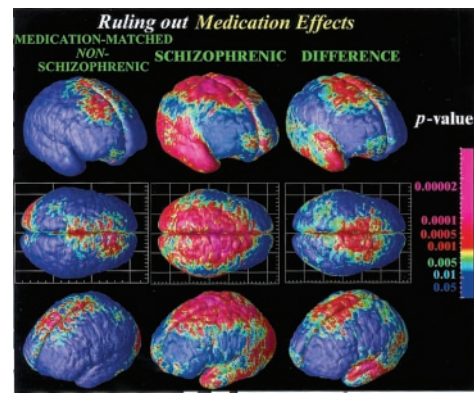 Ruling out Medication Effects
MEDICATION-MATCHED
NON-
SCHIZOPHRENIC
SCHIZOPHRENIC
DIFFERENCE
p-value
0.00002
0.0001
0.0005
0.001
0.005
0.01
0.05